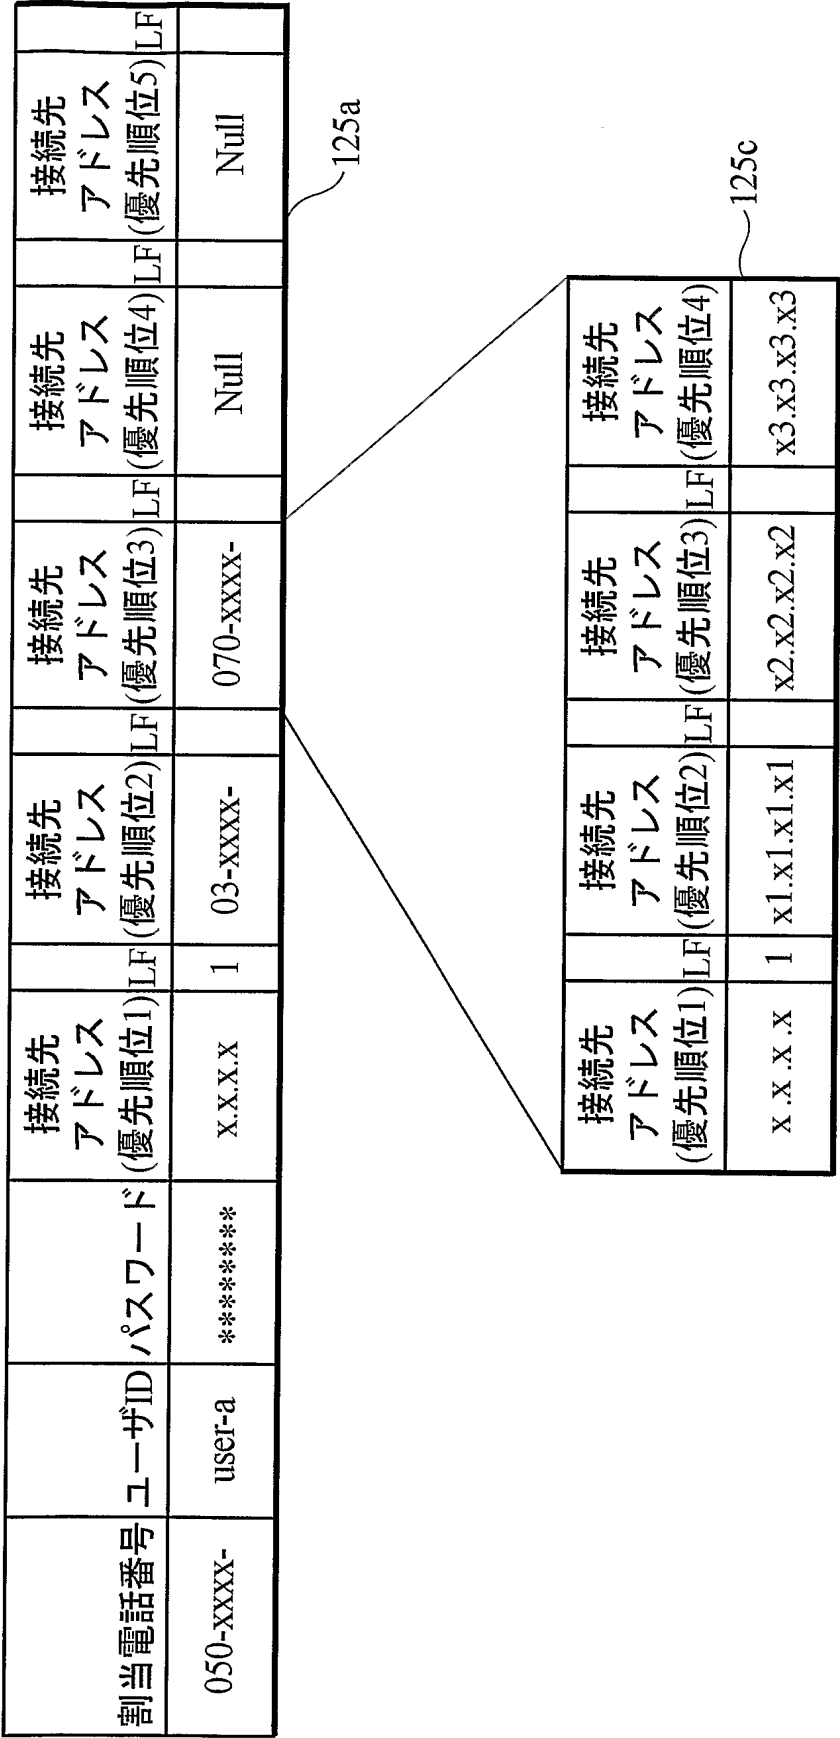 割当電話番号
ユーザID
パスワード
接続先
アドレス
(優先順位1)
LF
接続先
アドレス
(優先順位2)
LF
接続先
アドレス
(優先順位3)
LF
接続先
アドレス
(優先順位4)
LF
接続先
アドレス
(優先順位5)
LF
050-xxxx-
user-a
********
x.x.x.x
1
03-xxxx-
070-xxxx-
Null
Null
125a
接続先
アドレス
(優先順位1)
LF
接続先
アドレス
(優先順位2)
LF
接続先
アドレス
(優先順位3)
LF
接続先
アドレス
(優先順位4)
x .x .x .x
1
x1.x1.x1.x1
x2.x2.x2.x2
x3.x3.x3.x3
125c